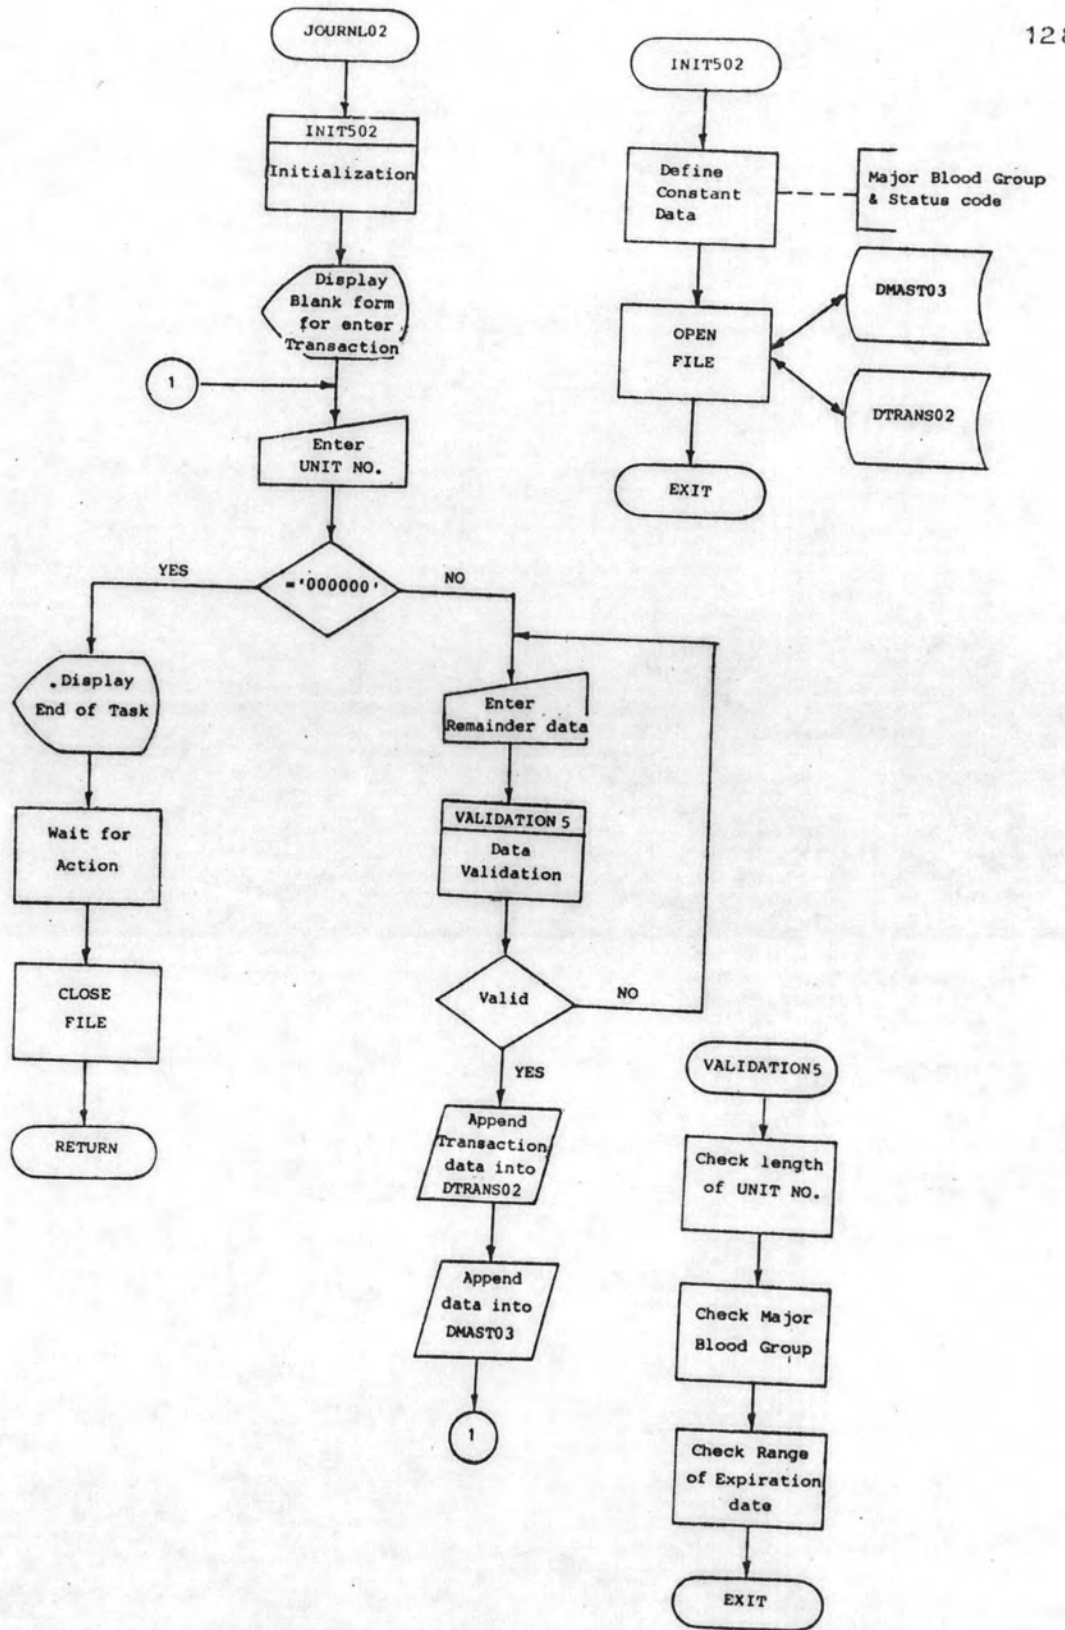 128
JOURNL02
INIT502
Initialization
Display
Blank form
for enter
Transaction
1
Enter
UNIT NO.
='000000'
YES
NO
.Display
End of Task
Wait for
Action
CLOSE
FILE
RETURN
Enter
Remainder data
VALIDATION 5
Data
Validation
Valid
NO
YES
Append
Transaction
data into
DTRANS02
Append
data into
DMAST03
1
INIT502
Define
Constant
Data
Major Blood Group
& Status code
OPEN
FILE
DMAST03
DTRANS02
EXIT
VALIDATION5
Check length
of UNIT NO.
Check Major
Blood Group
Check Range
of Expiration
date
EXIT